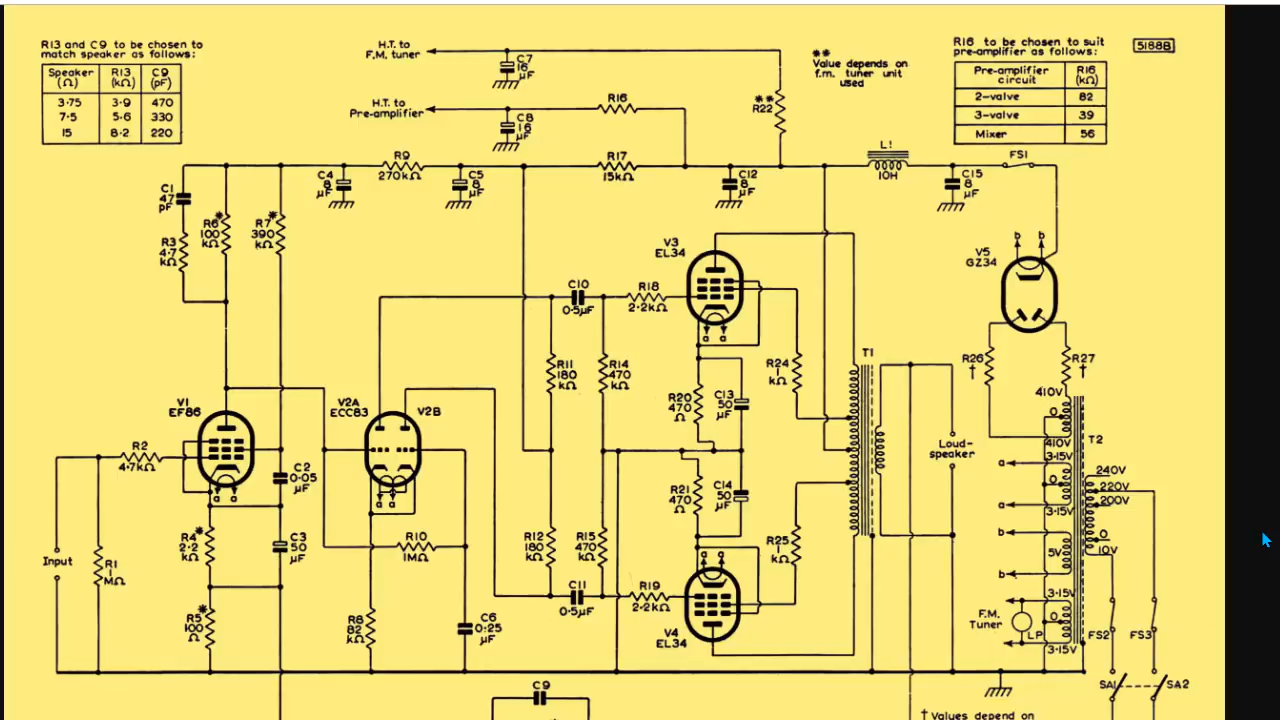 R13 and C9 to be chosen to
match speaker as follows:
Speaker (Ω) R13 (kΩ) C9 (pF)
3·75 3·9 470
7·5 5·6 330
15 8·2 220
H.T. to
F.M. tuner
C7
16
μF
H.T. to
Pre-amplifier
C8
16
μF
R16
**
R22
**
Value depends on
f.m. tuner unit
used
R16 to be chosen to suit
pre-amplifier as follows:
Pre-amplifier circuit R16 (kΩ)
2-valve 82
3-valve 39
Mixer 56
5188B
C1
47
pF
R3
4·7
kΩ
*
R6
100
kΩ
*
R7
390
kΩ
C4
8
μF
R9
270kΩ
C5
8
μF
R17
15kΩ
C12
8
μF
L1
10H
C15
8
μF
FS1
b b
V5
GZ34
R26
†
R27
†
V3
EL34
a a
C10
0·5μF
R18
2·2kΩ
R11
180
kΩ
R14
470
kΩ
R20
470
Ω
C13
50
μF
R24
1
kΩ
T1
V1
EF86
a a
V2A
ECC83
V2B
a a
R2
4·7kΩ
C2
0·05
μF
*
R4
2·2
kΩ
C3
50
μF
*
R5
100
Ω
Input
R1
1
MΩ
R10
1MΩ
R8
82
kΩ
C6
0·25
μF
R12
180
kΩ
R15
470
kΩ
C11
0·5μF
R19
2·2kΩ
R21
470
Ω
C14
50
μF
R25
1
kΩ
a a
V4
EL34
Loud-
speaker
410V
0
410V
3·15V
a
0
a
3·15V
b
5V
b
3·15V
0
3·15V
F.M.
Tuner
LP
T2
240V
220V
200V
0
10V
FS2
FS3
SA1
SA2
C9
† Values depend on